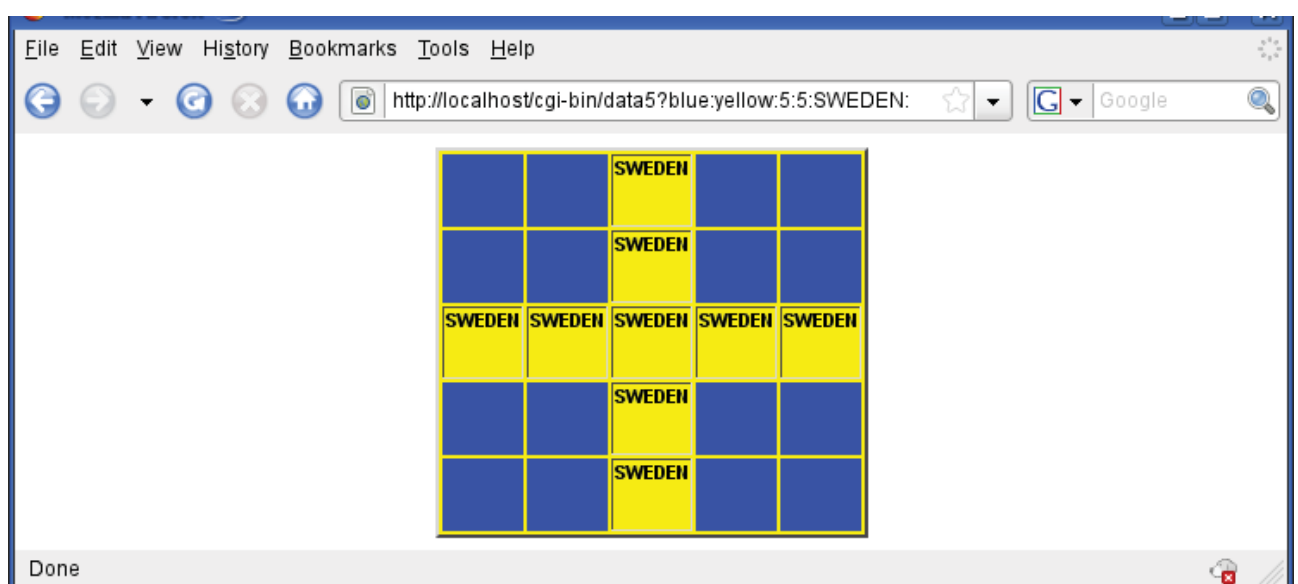 File Edit View History Bookmarks Tools Help
http://localhost/cgi-bin/data5?blue:yellow:5:5:SWEDEN: G Google
SWEDEN
SWEDEN
SWEDEN SWEDEN SWEDEN SWEDEN SWEDEN
SWEDEN
SWEDEN
Done